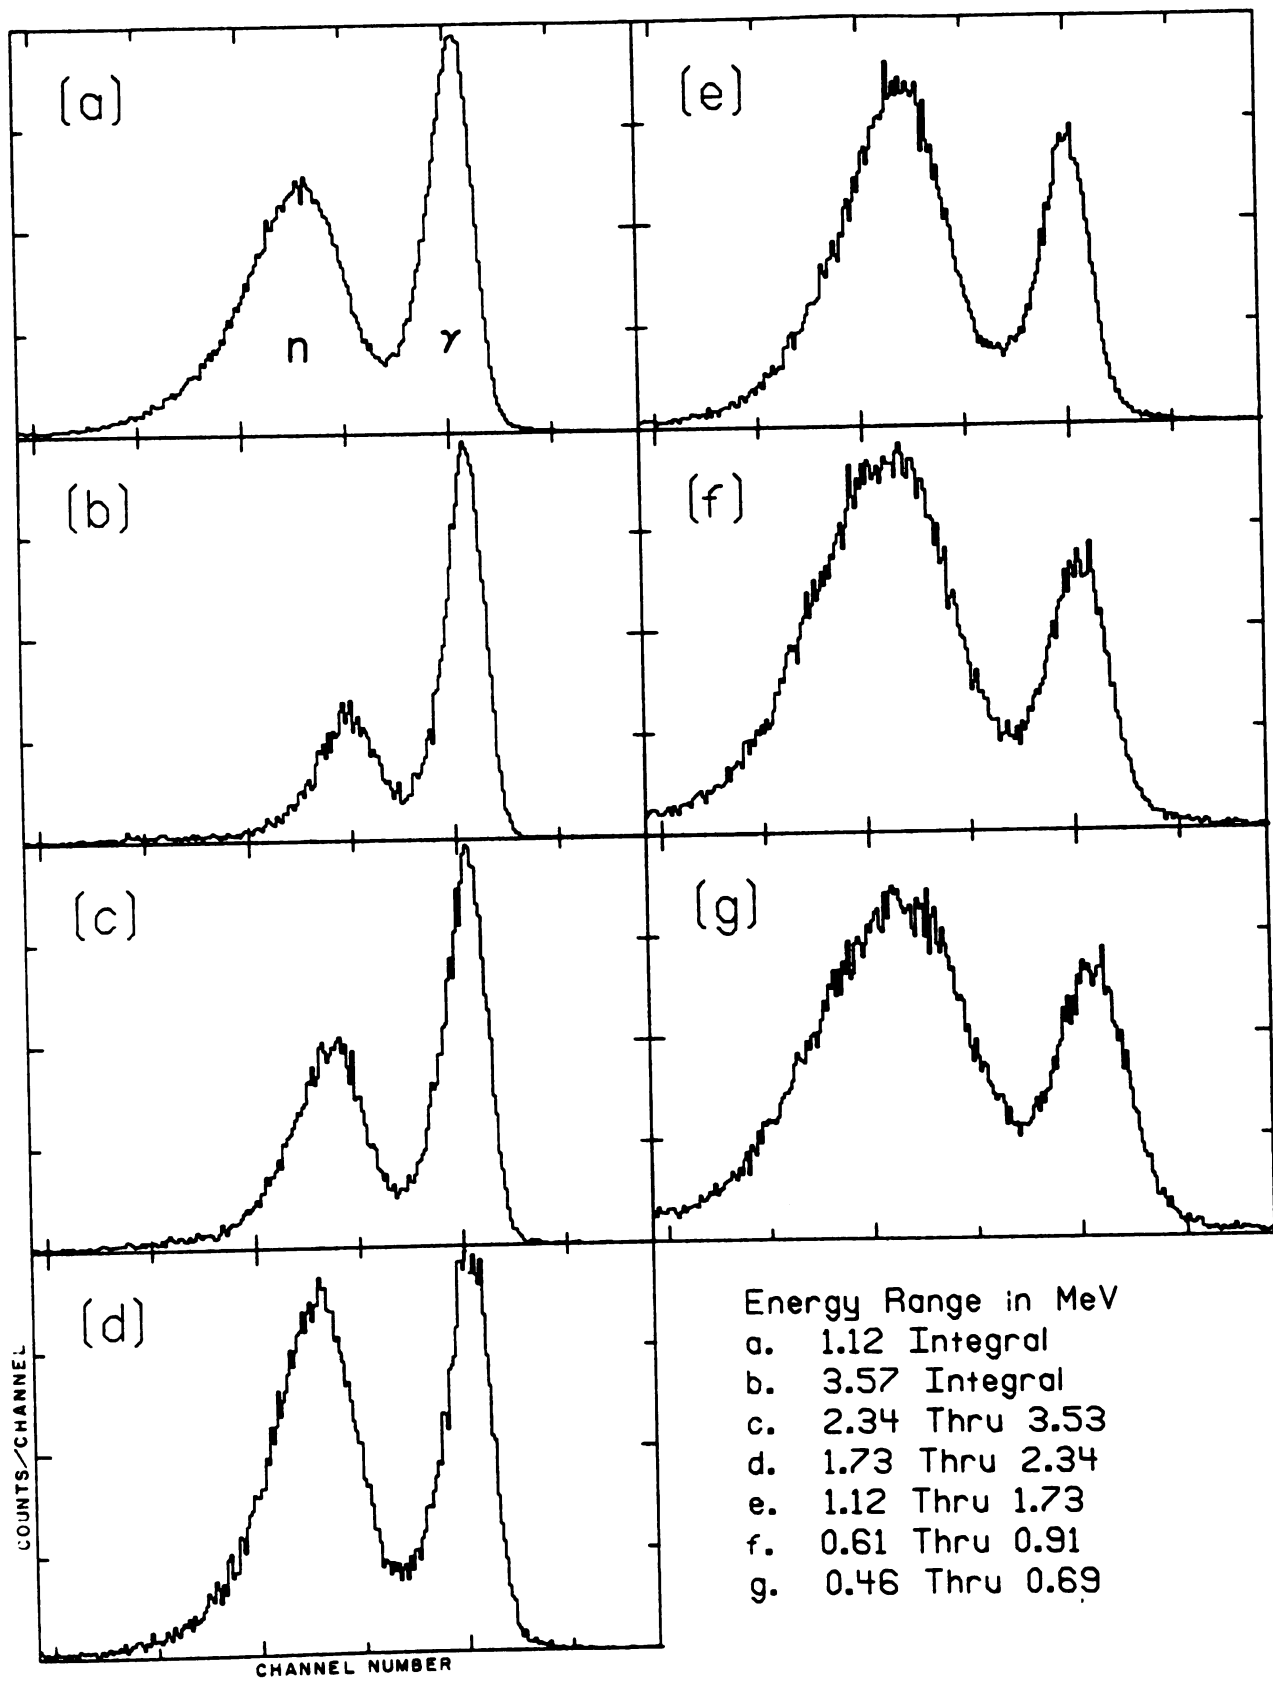 (a)
n
γ
(b)
(c)
(d)
(e)
(f)
(g)
COUNTS/CHANNEL
CHANNEL NUMBER
Energy Range in MeV
a. 1.12 Integral
b. 3.57 Integral
c. 2.34 Thru 3.53
d. 1.73 Thru 2.34
e. 1.12 Thru 1.73
f. 0.61 Thru 0.91
g. 0.46 Thru 0.69